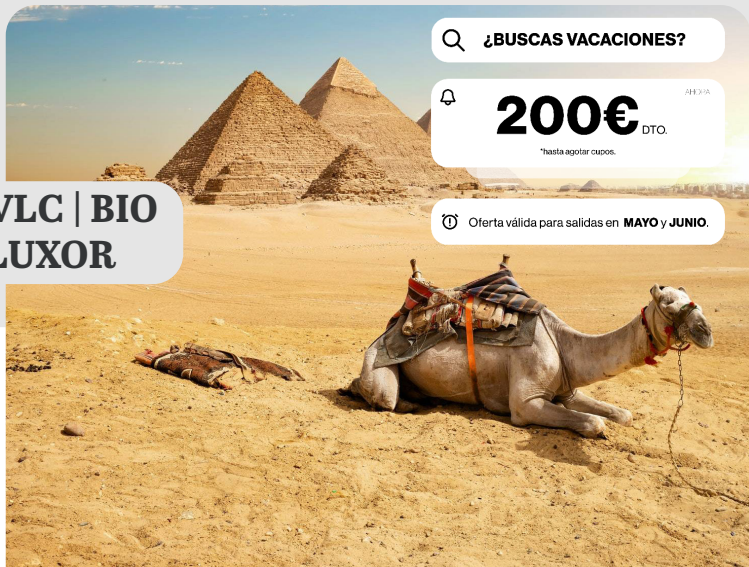 ¿BUSCAS VACACIONES?
AHORA
200€ DTO.
*hasta agotar cupos.
VLC | BIO
LUXOR
Oferta válida para salidas en MAYO y JUNIO.